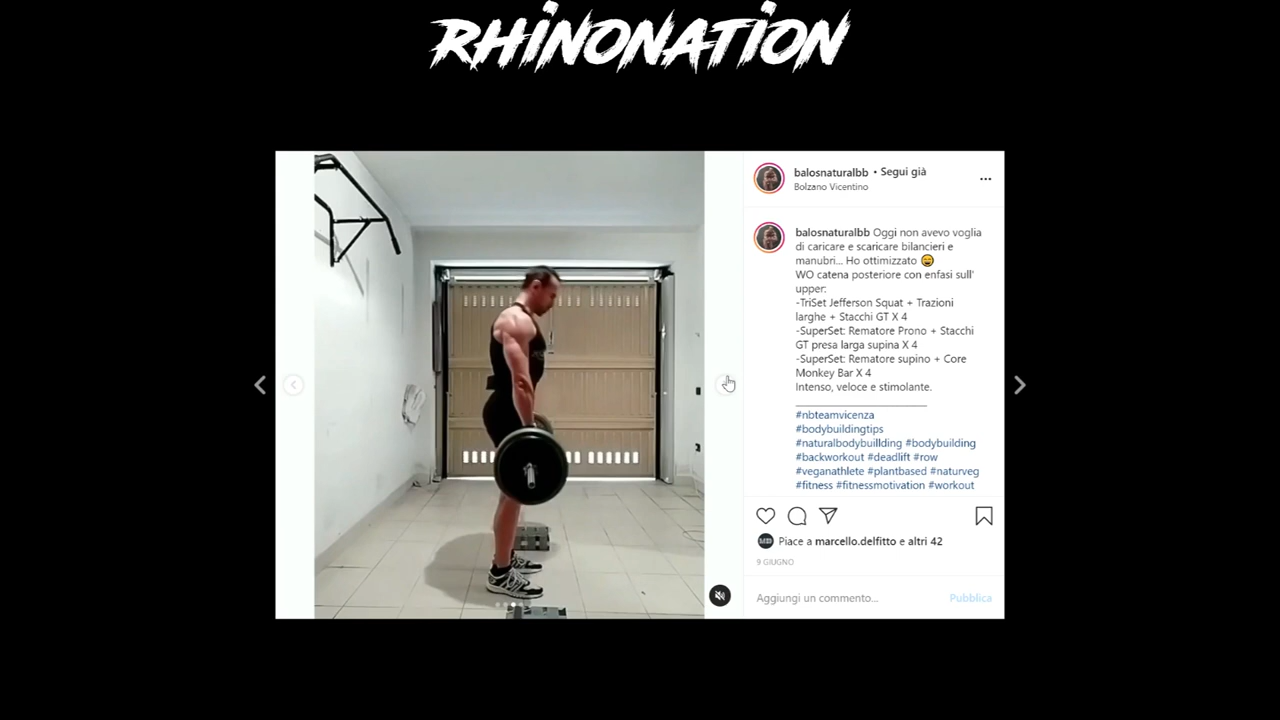 RHINONATION
balosnaturalbb • Segui già
Bolzano Vicentino
balosnaturalbb Oggi non avevo voglia
di caricare e scaricare bilancieri e
manubri... Ho ottimizzato 😅
WO catena posteriore con enfasi sull'
upper:
-TriSet Jefferson Squat + Trazioni
larghe + Stacchi GT X 4
-SuperSet: Rematore Prono + Stacchi
GT presa larga supina X 4
-SuperSet: Rematore supino + Core
Monkey Bar X 4
Intenso, veloce e stimolante.
#nbteamvicenza
#bodybuildingtips
#naturalbodybuillding #bodybuilding
#backworkout #deadlift #row
#veganathlete #plantbased #naturveg
#fitness #fitnessmotivation #workout
Piace a marcello.delfitto e altri 42
9 GIUGNO
Aggiungi un commento... Pubblica